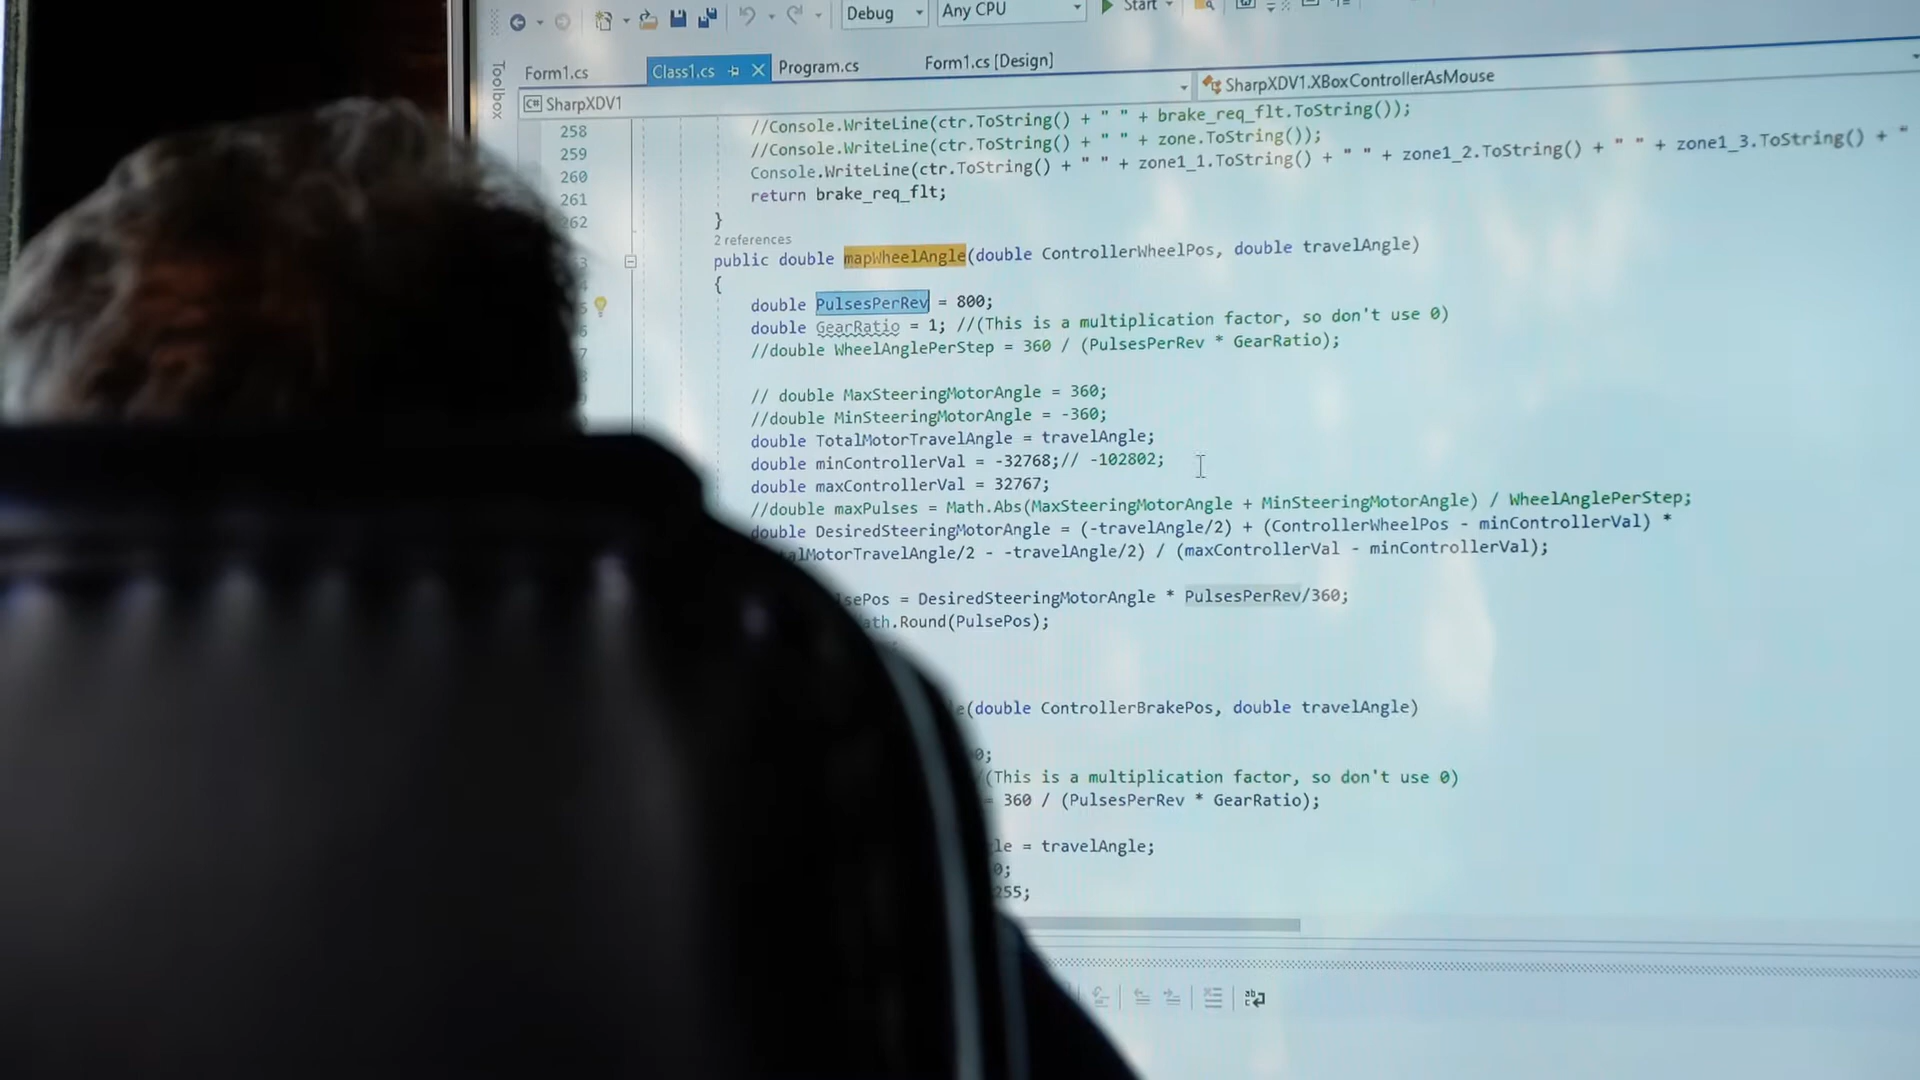 Debug Any CPU Start
Toolbox
Form1.cs Class1.cs Program.cs Form1.cs [Design]
C# SharpXDV1 SharpXDV1.XBoxControllerAsMouse
258 //Console.WriteLine(ctr.ToString() + " " + brake_req_flt.ToString());
259 //Console.WriteLine(ctr.ToString() + " " + zone.ToString());
260 Console.WriteLine(ctr.ToString() + " " + zone1_1.ToString() + " " + zone1_2.ToString() + " " + zone1_3.ToString() + "
261 return brake_req_flt;
262 }
2 references
public double mapWheelAngle(double ControllerWheelPos, double travelAngle)
{
double PulsesPerRev = 800;
double GearRatio = 1; //(This is a multiplication factor, so don't use 0)
//double WheelAnglePerStep = 360 / (PulsesPerRev * GearRatio);
// double MaxSteeringMotorAngle = 360;
//double MinSteeringMotorAngle = -360;
double TotalMotorTravelAngle = travelAngle;
double minControllerVal = -32768;// -102802;
double maxControllerVal = 32767;
//double maxPulses = Math.Abs(MaxSteeringMotorAngle + MinSteeringMotorAngle) / WheelAnglePerStep;
double DesiredSteeringMotorAngle = (-travelAngle/2) + (ControllerWheelPos - minControllerVal) *
alMotorTravelAngle/2 - -travelAngle/2) / (maxControllerVal - minControllerVal);
sePos = DesiredSteeringMotorAngle * PulsesPerRev/360;
ath.Round(PulsePos);
e(double ControllerBrakePos, double travelAngle)
0;
/(This is a multiplication factor, so don't use 0)
= 360 / (PulsesPerRev * GearRatio);
le = travelAngle;
0;
255;